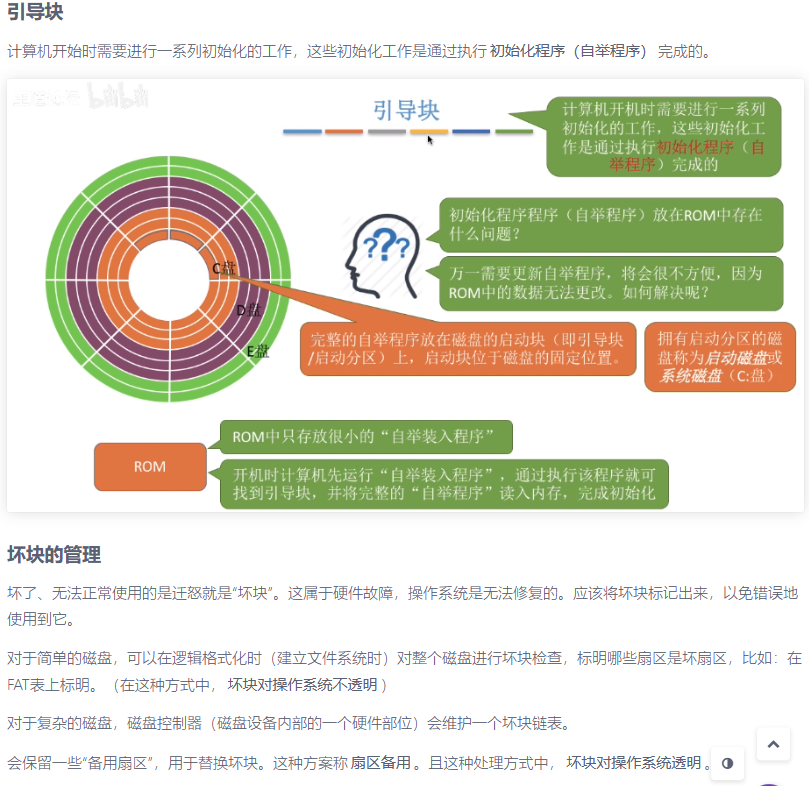 引导块
计算机开始时需要进行一系列初始化的工作，这些初始化工作是通过执行 初始化程序（自举程序） 完成的。
bilibili
引导块
计算机开机时需要进行一系列
初始化的工作，这些初始化工
作是通过执行初始化程序（自
举程序）完成的
初始化程序程序（自举程序）放在ROM中存在
什么问题？
???
万一需要更新自举程序，将会很不方便，因为
ROM中的数据无法更改。如何解决呢？
C盘
D盘
E盘
完整的自举程序放在磁盘的启动块（即引导块
/启动分区）上，启动块位于磁盘的固定位置。
拥有启动分区的磁
盘称为启动磁盘或
系统磁盘（C:盘）
ROM
ROM中只存放很小的“自举装入程序”
开机时计算机先运行“自举装入程序”，通过执行该程序就可
找到引导块，并将完整的“自举程序”读入内存，完成初始化
坏块的管理
坏了、无法正常使用的是迁怒就是“坏块”。这属于硬件故障，操作系统是无法修复的。应该将坏块标记出来，以免错误地
使用到它。
对于简单的磁盘，可以在逻辑格式化时（建立文件系统时）对整个磁盘进行坏块检查，标明哪些扇区是坏扇区，比如：在
FAT表上标明。（在这种方式中， 坏块对操作系统不透明 ）
对于复杂的磁盘，磁盘控制器（磁盘设备内部的一个硬件部位）会维护一个坏块链表。
会保留一些“备用扇区”，用于替换坏块。这种方案称 扇区备用 。且这种处理方式中， 坏块对操作系统透明 。